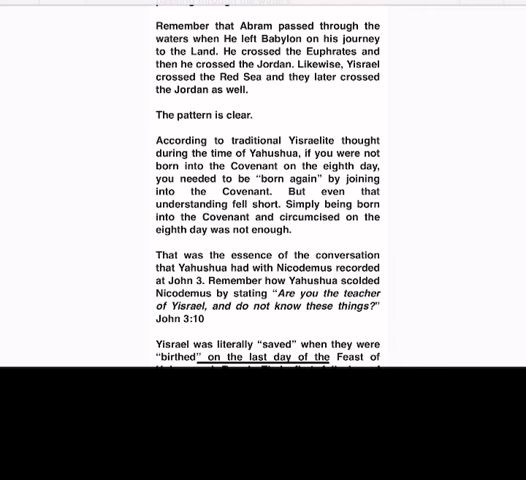 Remember that Abram passed through the
waters when He left Babylon on his journey
to the Land. He crossed the Euphrates and
then he crossed the Jordan. Likewise, Yisrael
crossed the Red Sea and they later crossed
the Jordan as well.
The pattern is clear.
According to traditional Yisraelite thought
during the time of Yahushua, if you were not
born into the Covenant on the eighth day,
you needed to be “born again” by joining
into the Covenant. But even that
understanding fell short. Simply being born
into the Covenant and circumcised on the
eighth day was not enough.
That was the essence of the conversation
that Yahushua had with Nicodemus recorded
at John 3. Remember how Yahushua scolded
Nicodemus by stating “Are you the teacher
of Yisrael, and do not know these things?”
John 3:10
Yisrael was literally “saved” when they were
“birthed” on the last day of the Feast of